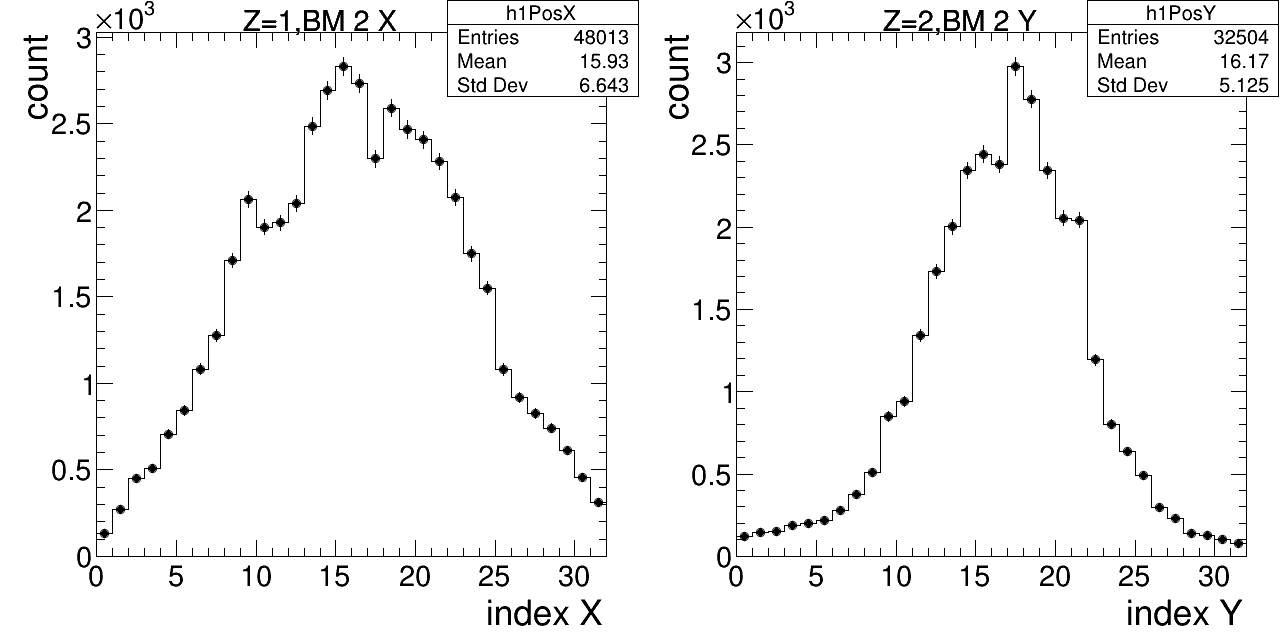 ×10³
Z=1,BM 2 X
h1PosX
Entries 48013
Mean 15.93
Std Dev 6.643
count
3
2.5
2
1.5
1
0.5
0
0 5 10 15 20 25 30
index X
×10³
Z=2,BM 2 Y
h1PosY
Entries 32504
Mean 16.17
Std Dev 5.125
count
3
2.5
2
1.5
1
0.5
0
0 5 10 15 20 25 30
index Y